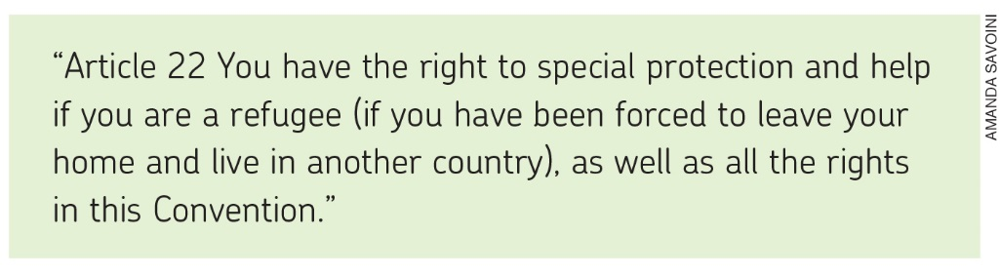 “Article 22 You have the right to special protection and help
if you are a refugee (if you have been forced to leave your
home and live in another country), as well as all the rights
in this Convention.”
AMANDA SAVOINI